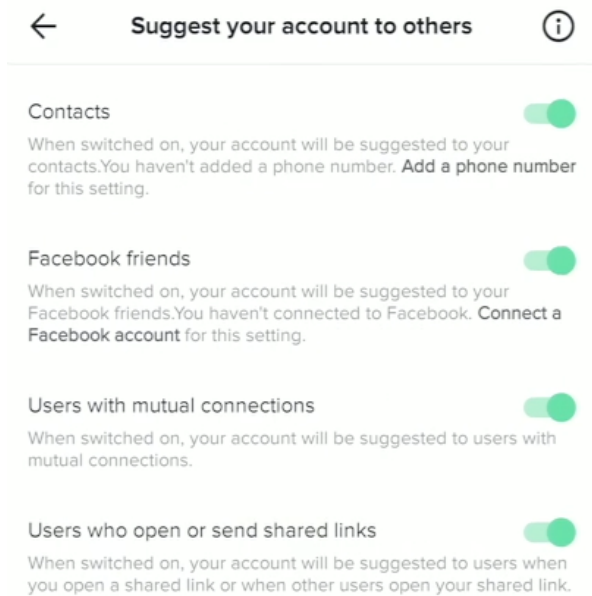 Suggest your account to others
Contacts
When switched on, your account will be suggested to your
contacts.You haven't added a phone number. Add a phone number
for this setting.
Facebook friends
When switched on, your account will be suggested to your
Facebook friends.You haven't connected to Facebook. Connect a
Facebook account for this setting.
Users with mutual connections
When switched on, your account will be suggested to users with
mutual connections.
Users who open or send shared links
When switched on, your account will be suggested to users when
you open a shared link or when other users open your shared link.